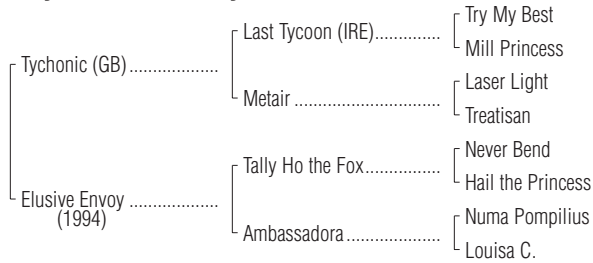 Try My Best
Last Tycoon (IRE)..............
Mill Princess
Tychonic (GB)...................
Laser Light
Metair ...............................
Treatisan
Never Bend
Tally Ho the Fox................
Hail the Princess
Elusive Envoy ...................
(1994)
Numa Pompilius
Ambassadora....................
Louisa C.